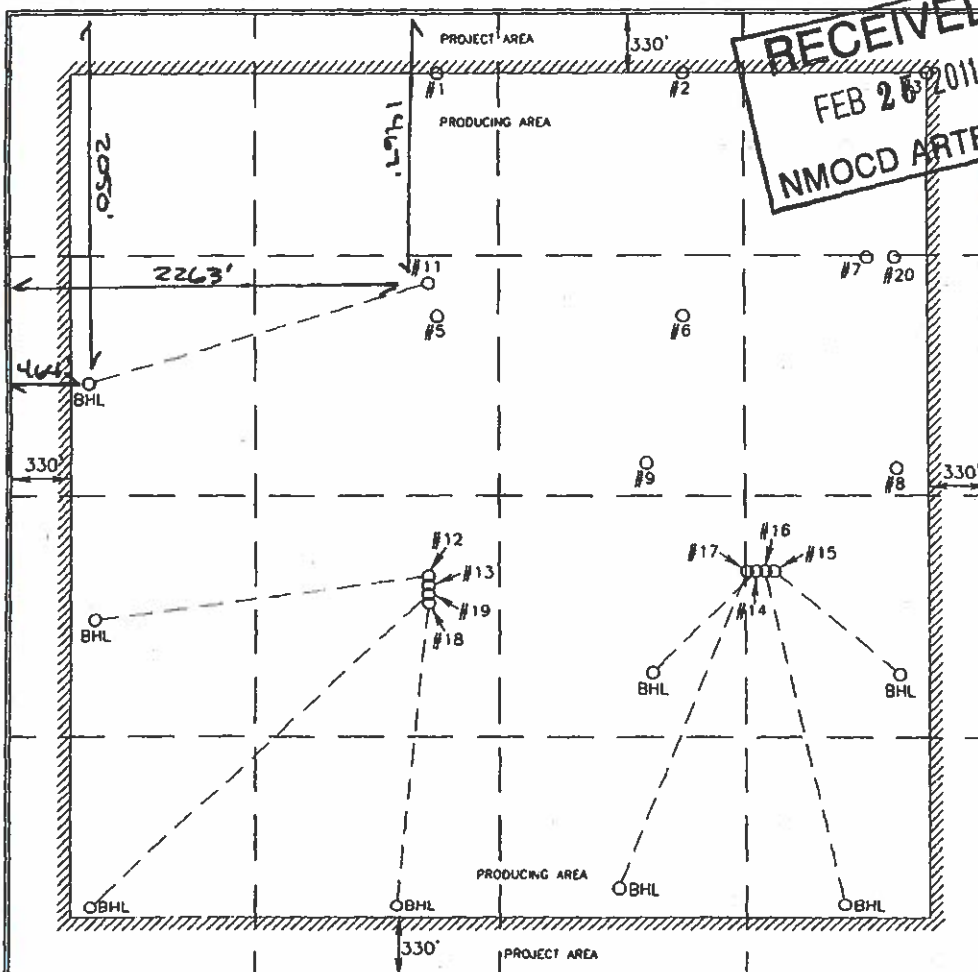 PROJECT AREA
330'
RECEIVED
FEB 25 2011
NMOCD ARTE
#1
#2
#3
PRODUCING AREA
2050'
1467'
2263'
#11
#7
#20
#5
#6
464
BHL
330'
330'
#9
#8
#12
#13
#19
#18
#17
#16
#15
#14
BHL
BHL
BHL
PRODUCING AREA
BHL
BHL
BHL
BHL
330'
PROJECT AREA